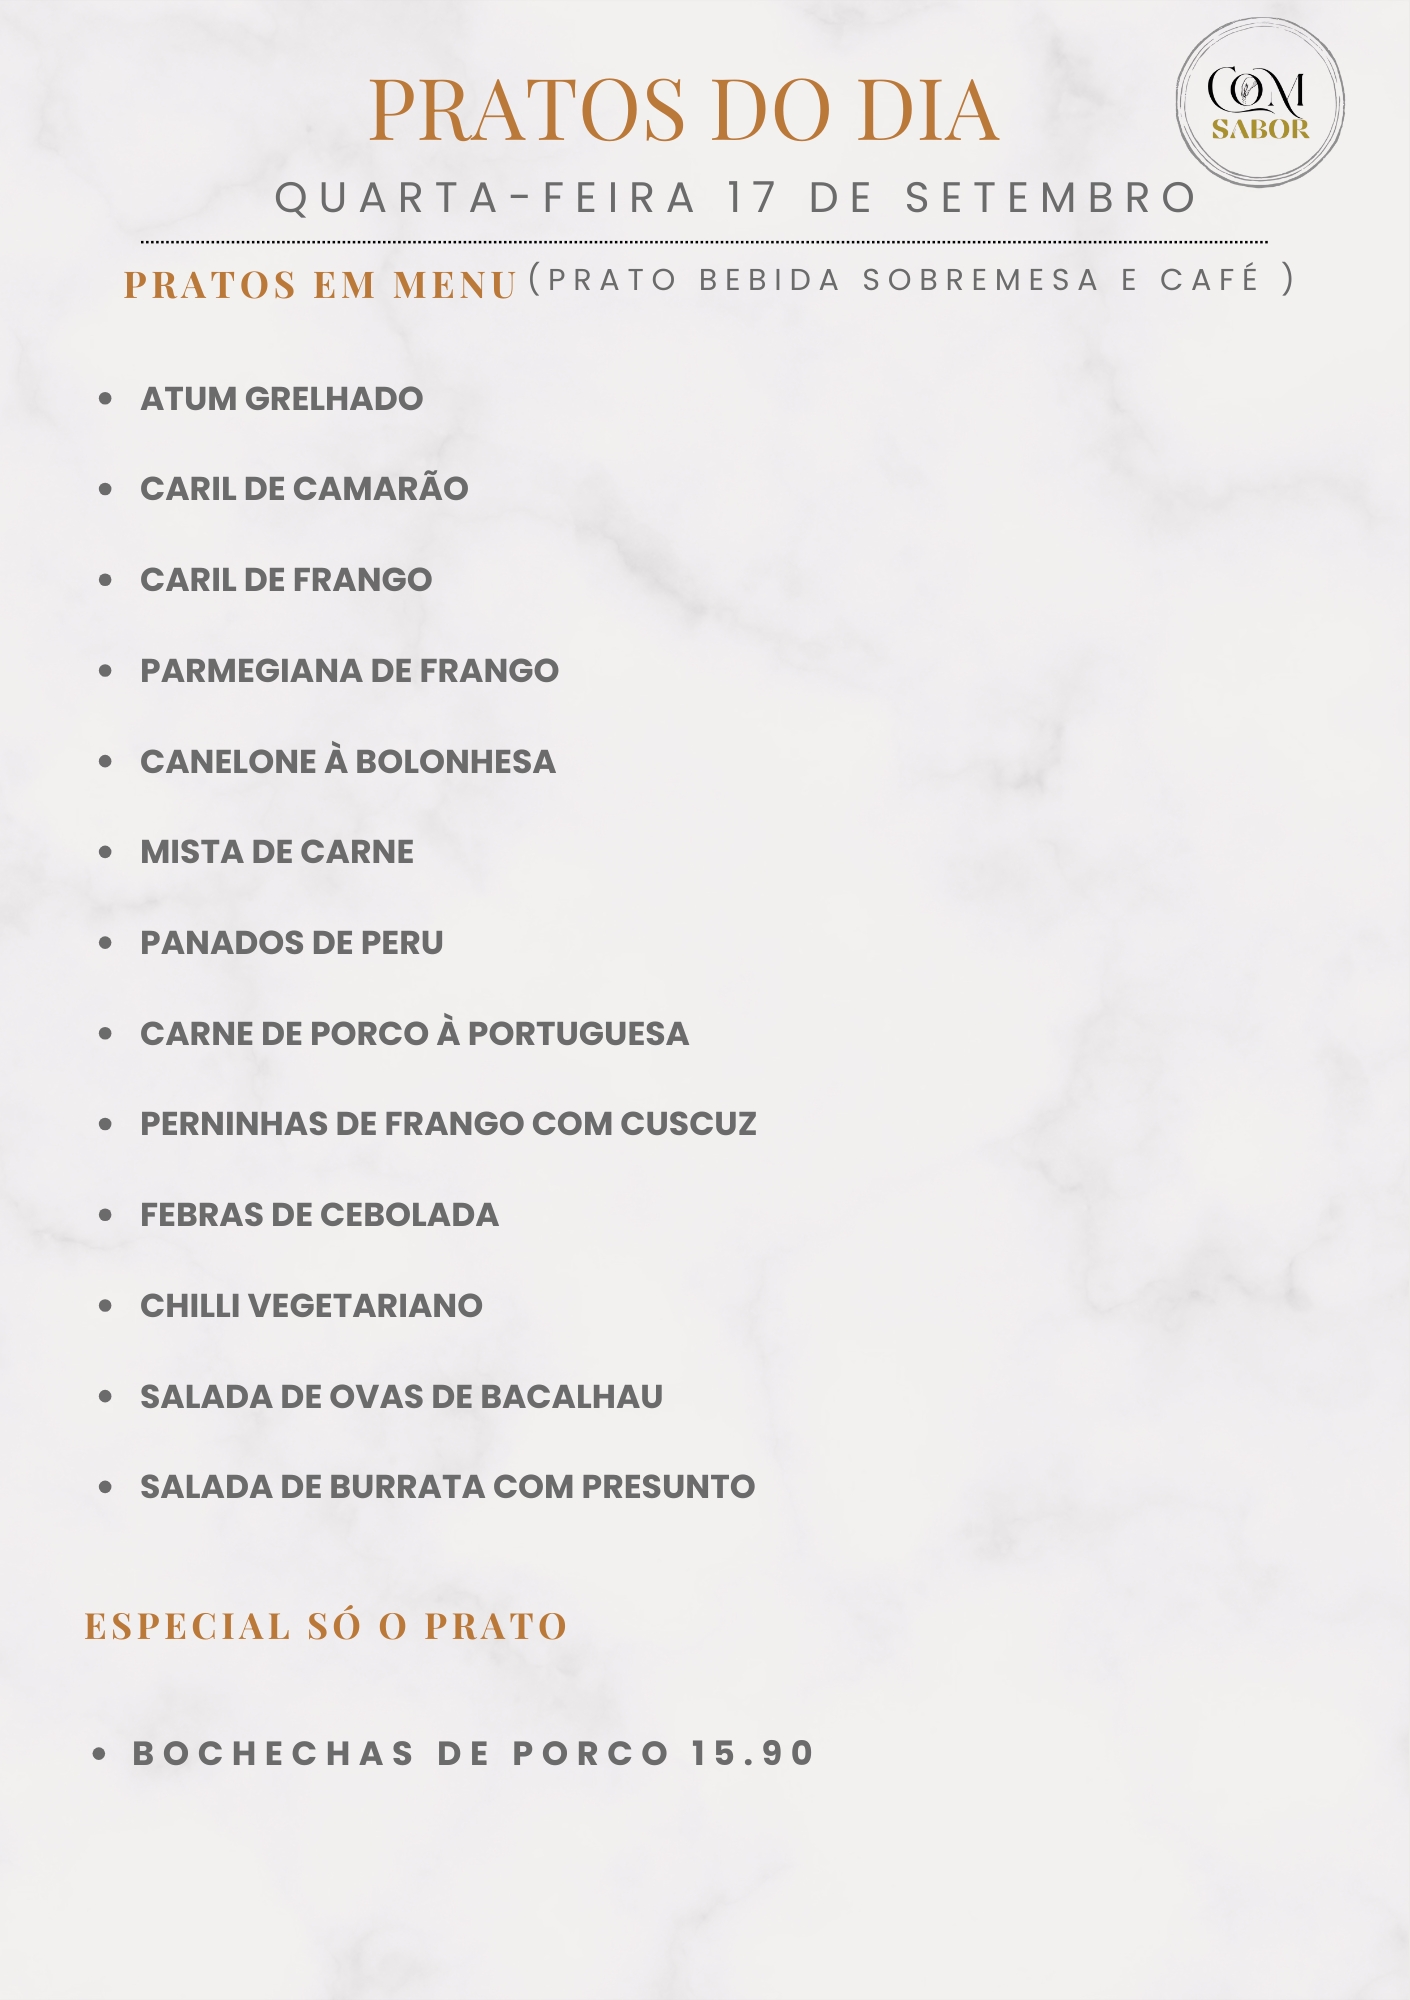 PRATOS DO DIA
COM
SABOR
QUARTA-FEIRA 17 DE SETEMBRO
PRATOS EM MENU (PRATO BEBIDA SOBREMESA E CAFÉ )
• ATUM GRELHADO
• CARIL DE CAMARÃO
• CARIL DE FRANGO
• PARMEGIANA DE FRANGO
• CANELONE À BOLONHESA
• MISTA DE CARNE
• PANADOS DE PERU
• CARNE DE PORCO À PORTUGUESA
• PERNINHAS DE FRANGO COM CUSCUZ
• FEBRAS DE CEBOLADA
• CHILLI VEGETARIANO
• SALADA DE OVAS DE BACALHAU
• SALADA DE BURRATA COM PRESUNTO
ESPECIAL SÓ O PRATO
• BOCHECHAS DE PORCO 15.90